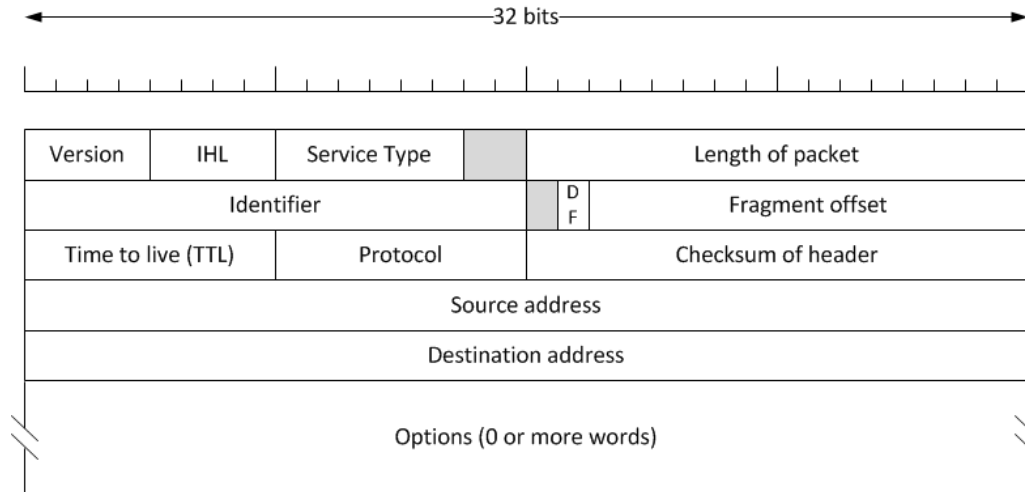 32 bits
Version IHL Service Type Length of packet
Identifier D F Fragment offset
Time to live (TTL) Protocol Checksum of header
Source address
Destination address
Options (0 or more words)